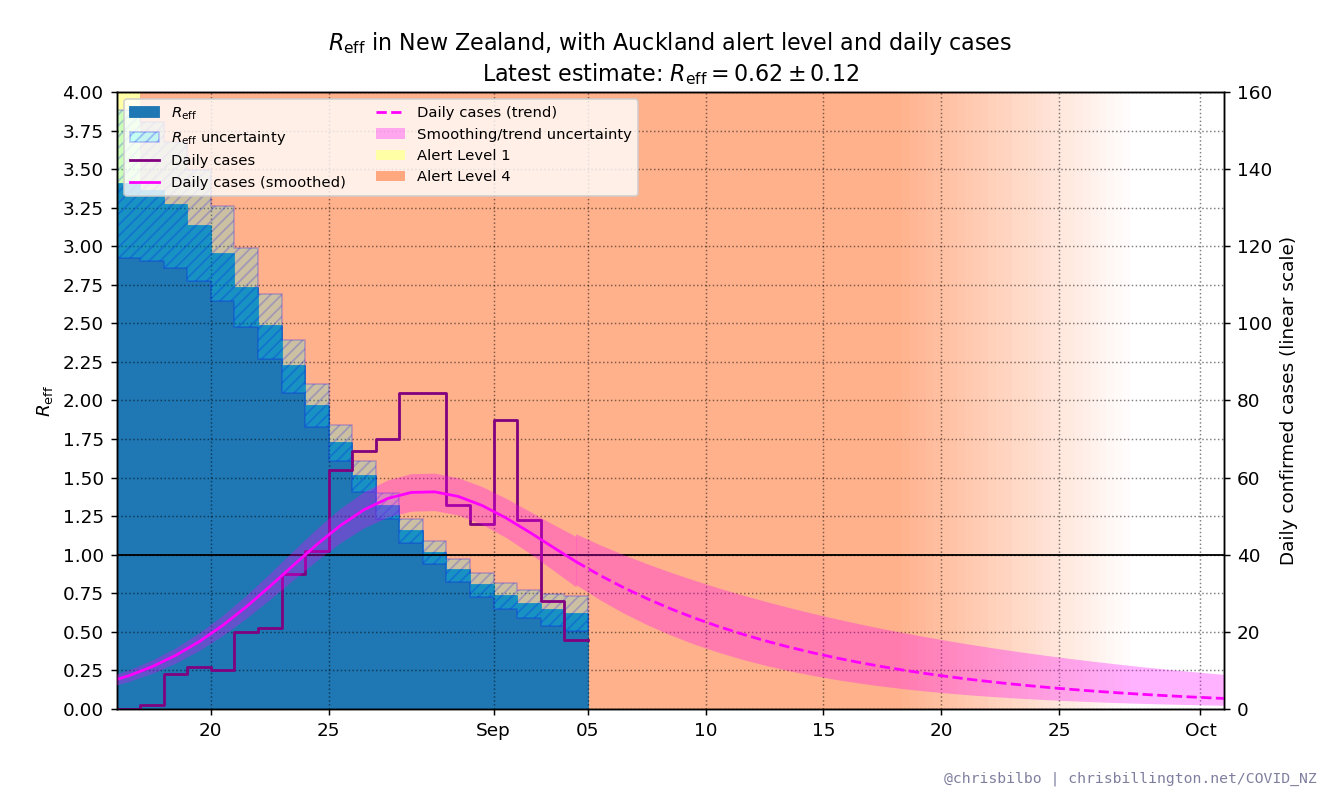 R_eff in New Zealand, with Auckland alert level and daily cases
Latest estimate: R_eff = 0.62 ± 0.12
R_eff
R_eff uncertainty
Daily cases
Daily cases (smoothed)
Daily cases (trend)
Smoothing/trend uncertainty
Alert Level 1
Alert Level 4
R_eff
4.00
3.75
3.50
3.25
3.00
2.75
2.50
2.25
2.00
1.75
1.50
1.25
1.00
0.75
0.50
0.25
0.00
160
140
120
100
80
60
40
20
0
Daily confirmed cases (linear scale)
20 25 Sep 05 10 15 20 25 Oct
@chrisbilbo | chrisbillington.net/COVID_NZ